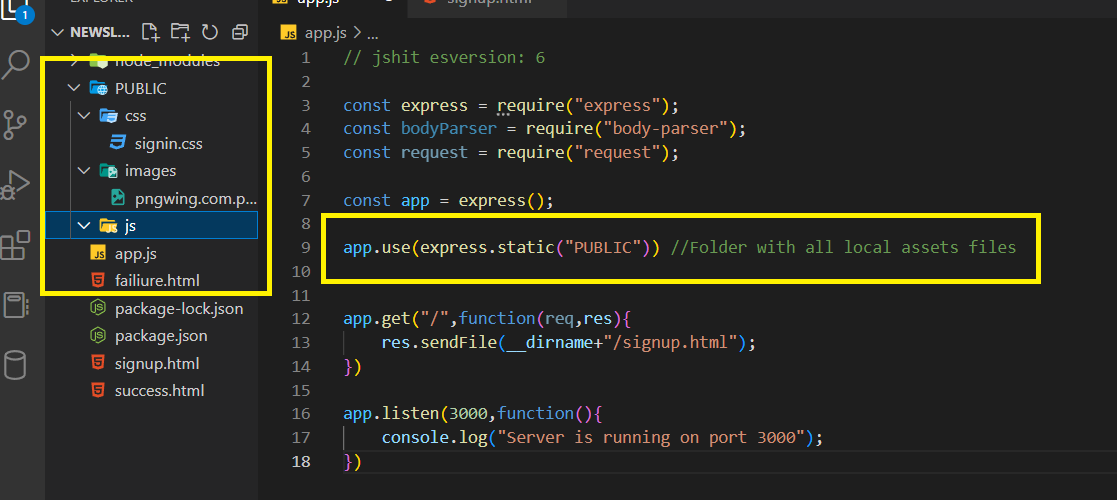 EXPLORER
NEWSL...
node_modules
PUBLIC
css
signin.css
images
pngwing.com.p...
js
app.js
failiure.html
package-lock.json
package.json
signup.html
success.html
1
app.js
signup.html
app.js > ...
1 // jshit esversion: 6
2
3 const express = require("express");
4 const bodyParser = require("body-parser");
5 const request = require("request");
6
7 const app = express();
8
9 app.use(express.static("PUBLIC")) //Folder with all local assets files
10
11
12 app.get("/",function(req,res){
13 res.sendFile(__dirname+"/signup.html");
14 })
15
16 app.listen(3000,function(){
17 console.log("Server is running on port 3000");
18 })